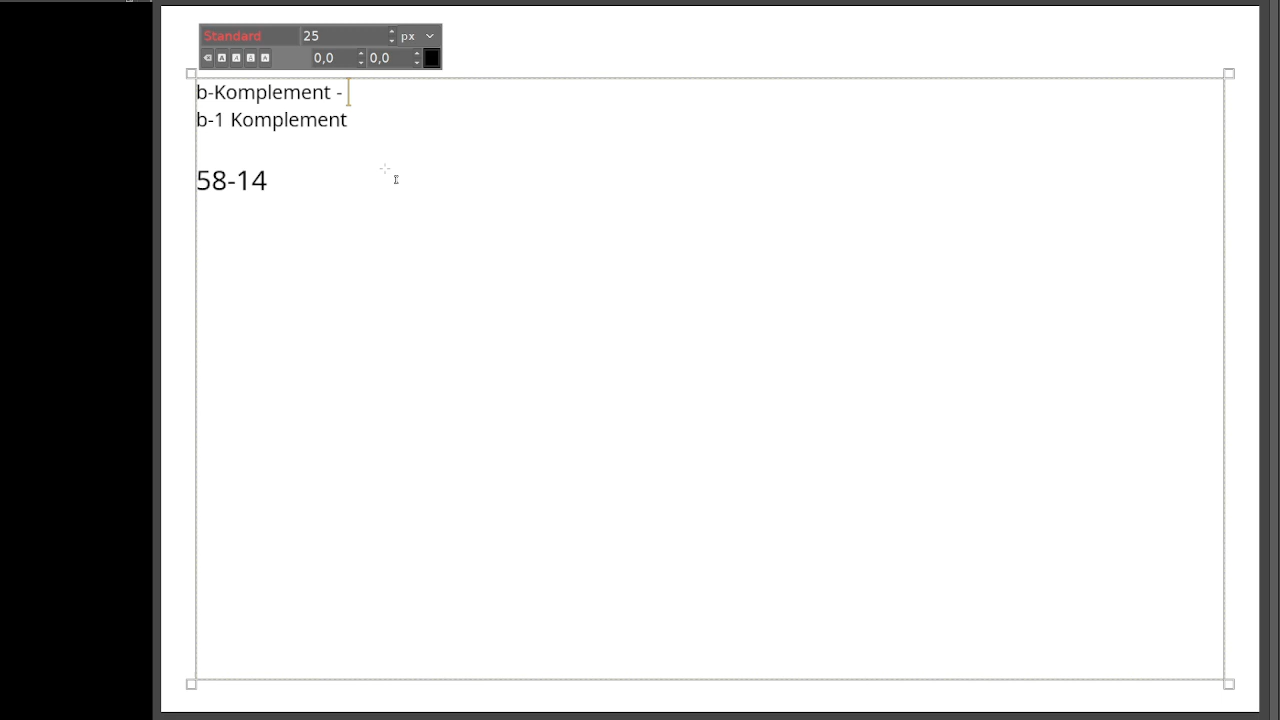 Standard 25 px
0,0 0,0
b-Komplement -
b-1 Komplement
58-14